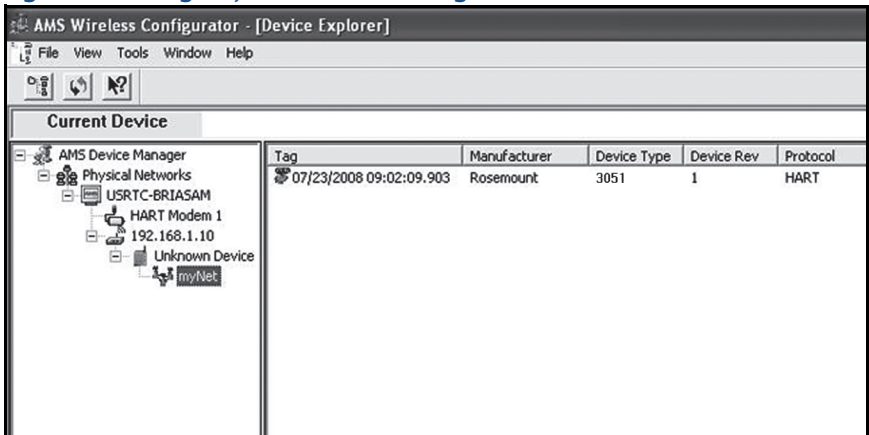 AMS Wireless Configurator - [Device Explorer]
File View Tools Window Help
Current Device
AMS Device Manager
Physical Networks
USRTC-BRIASAM
HART Modem 1
192.168.1.10
Unknown Device
myNet
Tag Manufacturer Device Type Device Rev Protocol
07/23/2008 09:02:09.903 Rosemount 3051 1 HART